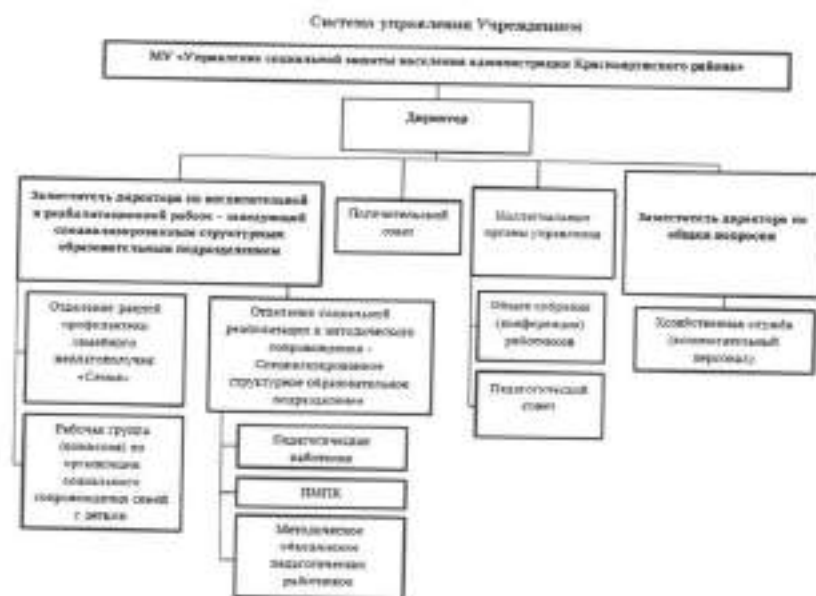 Система управления Учреждением
МУ «Управление социальной защиты населения администрации Краснояружского района»
Директор
Заместитель директора по воспитательной
и реабилитационной работе – заведующий
специализированным структурным
образовательным подразделением
Попечительский
совет
Коллегиальные
органы управления
Заместитель директора по
общим вопросам
Отделение ранней
профилактики
семейного
неблагополучия
«Семья»
Рабочая группа
(комиссия) по
организации
социального
сопровождения семей
с детьми
Отделение социальной
реабилитации и методического
сопровождения –
Специализированное
структурное образовательное
подразделение
Педагогические
работники
ПМПК
Методическое
объединение
педагогических
работников
Общее собрание
(конференция)
работников
Педагогический
совет
Хозяйственная служба
(вспомогательный
персонал)